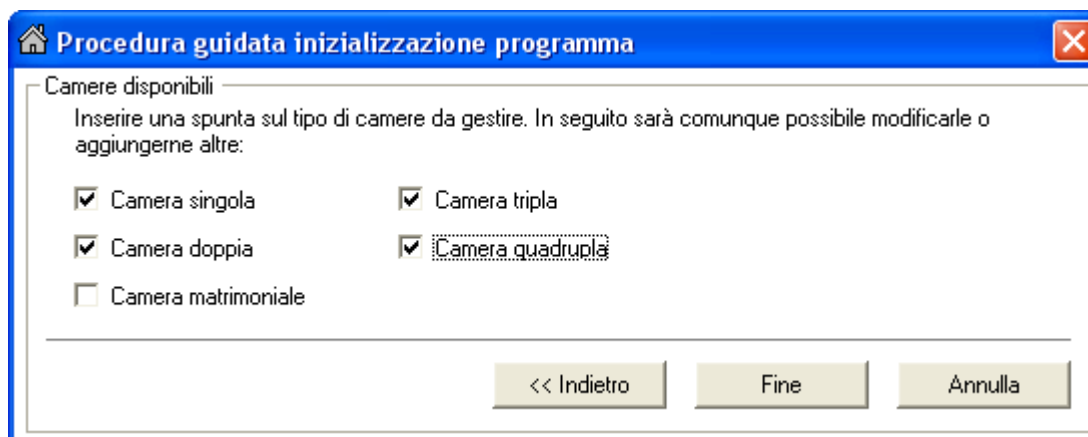 Procedura guidata inizializzazione programma
Camere disponibili
Inserire una spunta sul tipo di camere da gestire. In seguito sarà comunque possibile modificarle o
aggiungerne altre:
Camera singola
Camera tripla
Camera doppia
Camera quadrupla
Camera matrimoniale
<< Indietro
Fine
Annulla